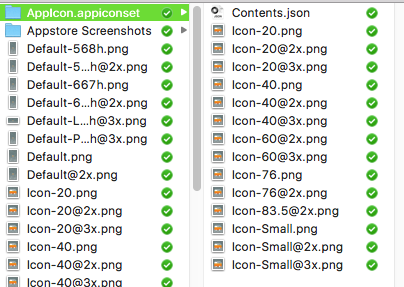 AppIcon.appiconset
Appstore Screenshots
Default-568h.png
Default-5...h@2x.png
Default-667h.png
Default-6...h@2x.png
Default-L...h@3x.png
Default-P...h@3x.png
Default.png
Default@2x.png
Icon-20.png
Icon-20@2x.png
Icon-20@3x.png
Icon-40.png
Icon-40@2x.png
Icon-40@3x.png
Contents.json
Icon-20.png
Icon-20@2x.png
Icon-20@3x.png
Icon-40.png
Icon-40@2x.png
Icon-40@3x.png
Icon-60@2x.png
Icon-60@3x.png
Icon-76.png
Icon-76@2x.png
Icon-83.5@2x.png
Icon-Small.png
Icon-Small@2x.png
Icon-Small@3x.png